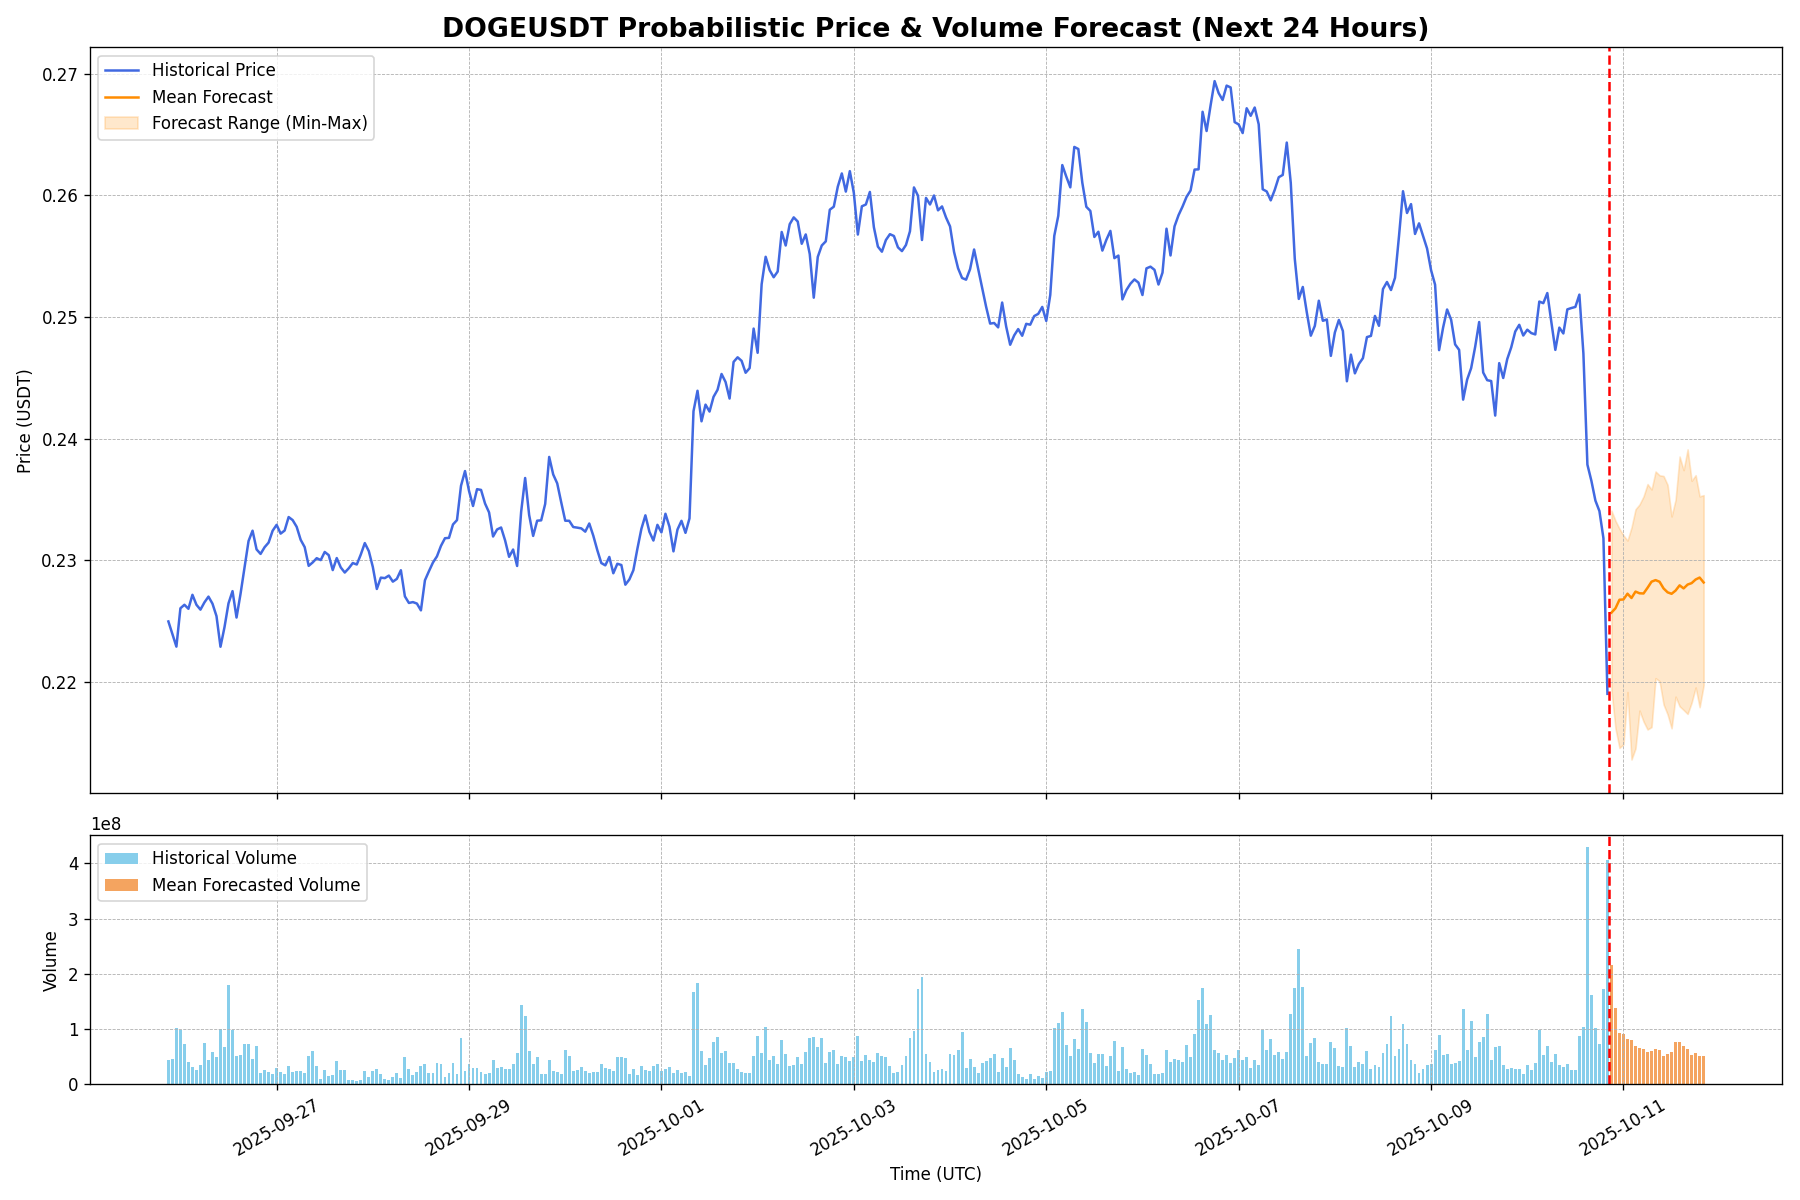 DOGEUSDT Probabilistic Price & Volume Forecast (Next 24 Hours)
Historical Price
Mean Forecast
Forecast Range (Min-Max)
Price (USDT)
0.27
0.26
0.25
0.24
0.23
0.22
1e8
Historical Volume
Mean Forecasted Volume
Volume
4
3
2
1
0
2025-09-27
2025-09-29
2025-10-01
2025-10-03
2025-10-05
2025-10-07
2025-10-09
2025-10-11
Time (UTC)